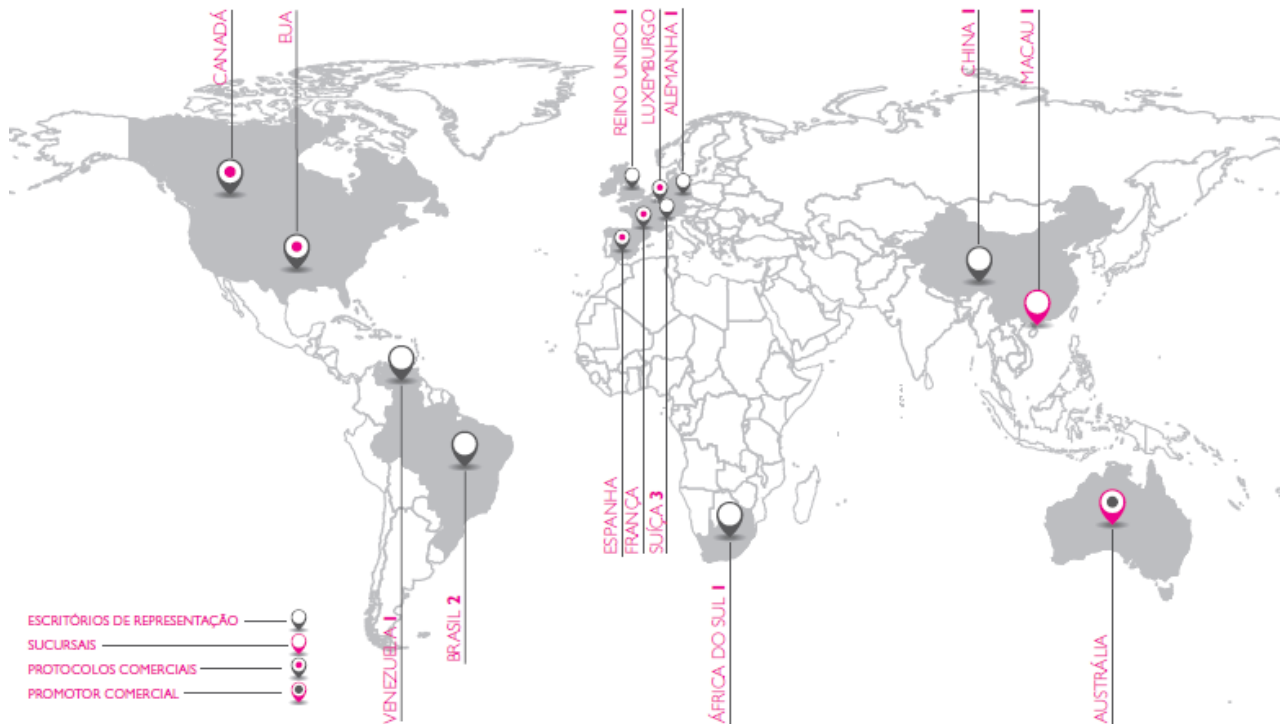 CANADÁ
EUA
REINO UNIDO 1
LUXEMBURGO
ALEMANHA 1
CHINA 1
MACAU 1
ESPANHA
FRANÇA
SUÍÇA 3
VENEZUELA 1
BRASIL 2
ÁFRICA DO SUL 1
AUSTRÁLIA
ESCRITÓRIOS DE REPRESENTAÇÃO
SUCURSAIS
PROTOCOLOS COMERCIAIS
PROMOTOR COMERCIAL